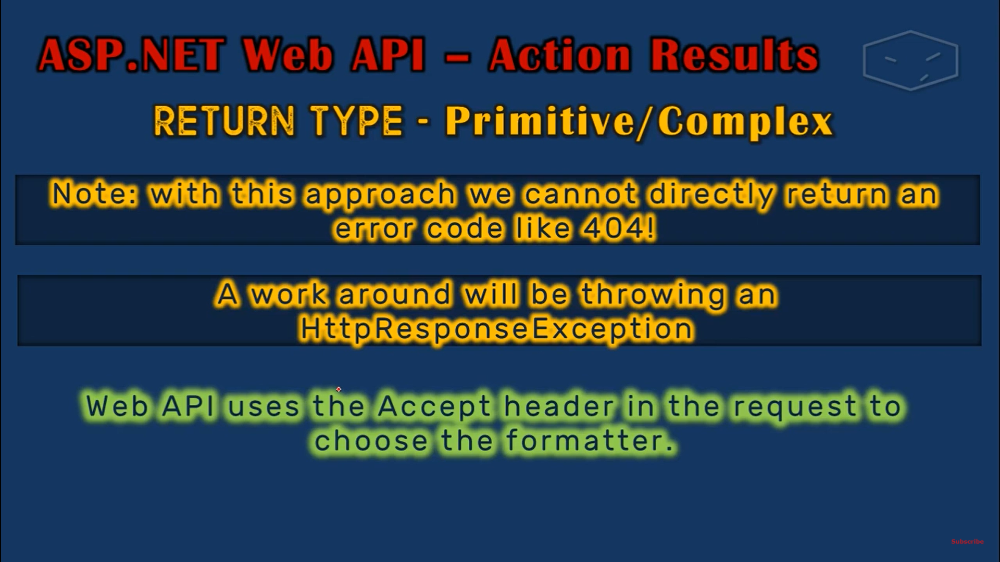 ASP.NET Web API – Action Results
RETURN TYPE - Primitive/Complex
Note: with this approach we cannot directly return an
error code like 404!
A work around will be throwing an
HttpResponseException
Web API uses the Accept header in the request to
choose the formatter.
Subscribe